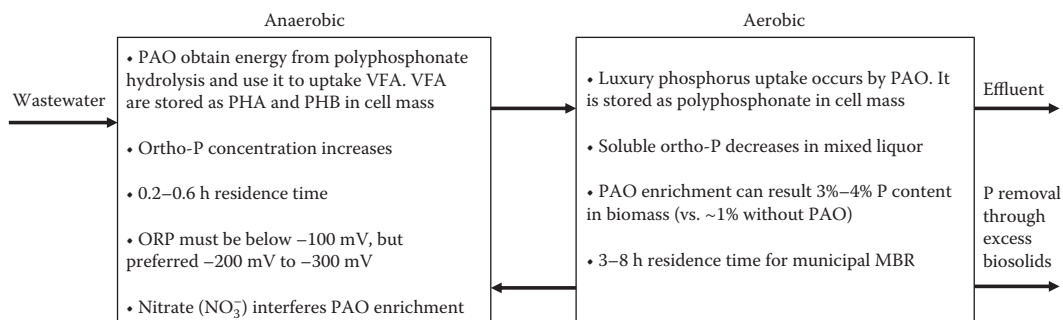 Anaerobic
Aerobic
Wastewater
• PAO obtain energy from polyphosphonate
hydrolysis and use it to uptake VFA. VFA
are stored as PHA and PHB in cell mass
• Ortho-P concentration increases
• 0.2–0.6 h residence time
• ORP must be below –100 mV, but
preferred –200 mV to –300 mV
• Nitrate (NO₃⁻) interferes PAO enrichment
• Luxury phosphorus uptake occurs by PAO. It
is stored as polyphosphonate in cell mass
• Soluble ortho-P decreases in mixed liquor
• PAO enrichment can result 3%–4% P content
in biomass (vs. ~1% without PAO)
• 3–8 h residence time for municipal MBR
Effluent
P removal
through
excess
biosolids